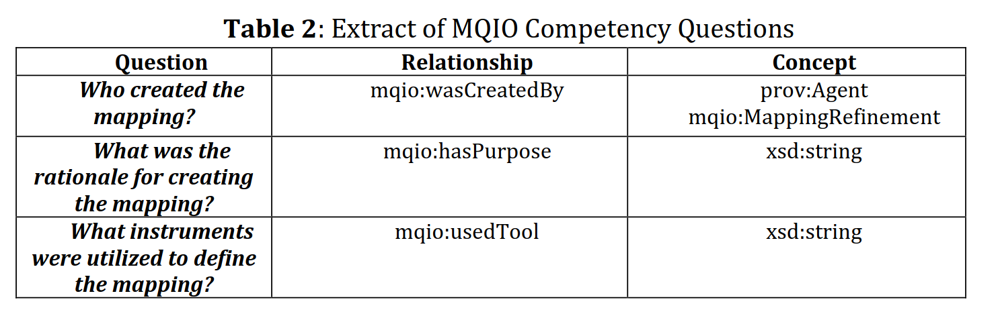 Table 2: Extract of MQIO Competency Questions
Question Relationship Concept
Who created the mqio:wasCreatedBy prov:Agent
mapping? mqio:MappingRefinement
What was the mqio:hasPurpose xsd:string
rationale for creating
the mapping?
What instruments mqio:usedTool xsd:string
were utilized to define
the mapping?